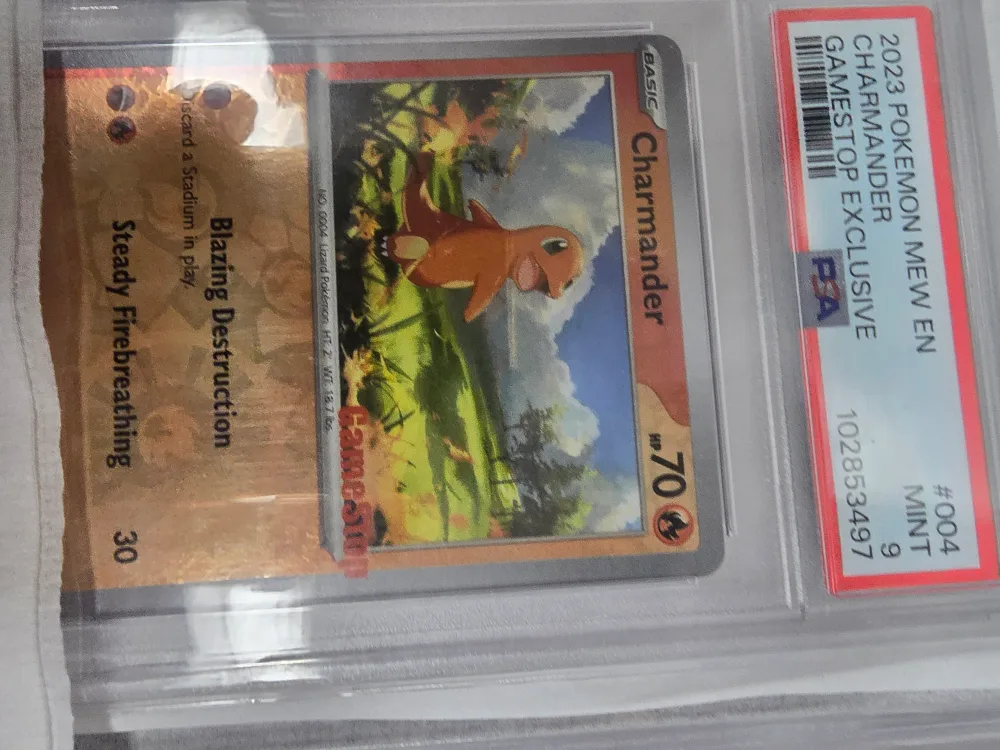 2023 POKEMON MEW EN #004
CHARMANDER MINT
GAMESTOP EXCLUSIVE 9
PSA 102853497
BASIC
Charmander HP 70
GameStop
NO. 0004 Lizard Pokémon HT: 2' WT: 18.7 lbs.
Blazing Destruction
Discard a Stadium in play.
Steady Firebreathing 30